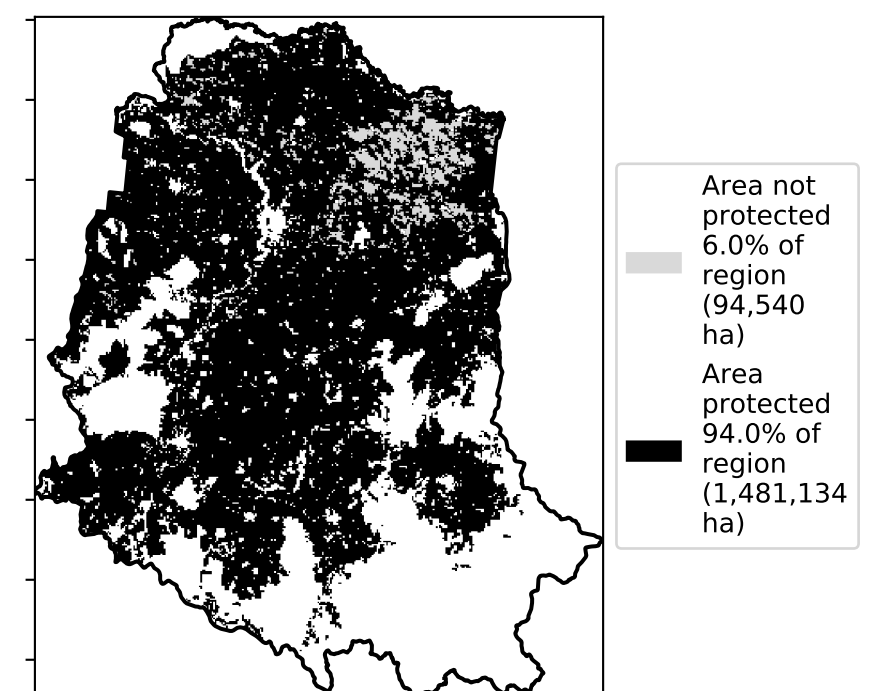 Area not
protected
6.0% of
region
(94,540
ha)
Area
protected
94.0% of
region
(1,481,134
ha)